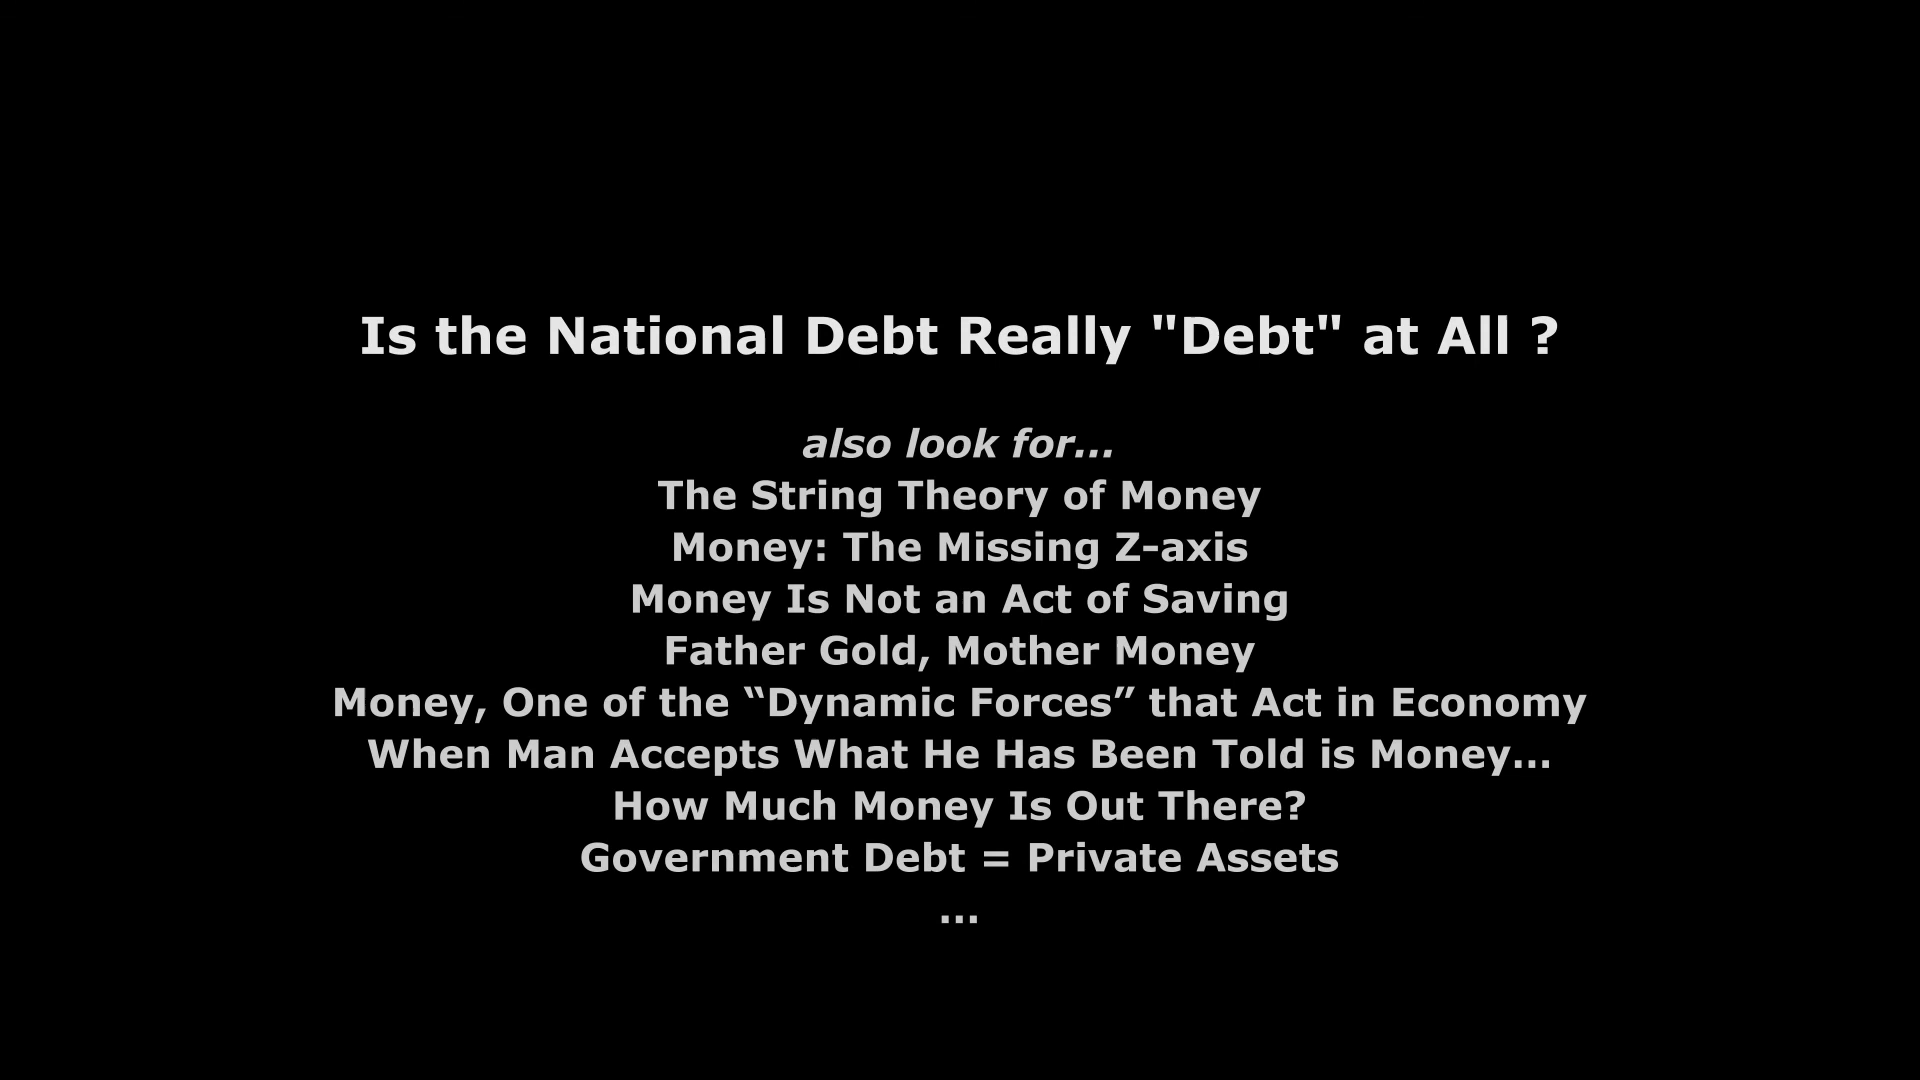 Is the National Debt Really "Debt" at All ?
also look for...
The String Theory of Money
Money: The Missing Z-axis
Money Is Not an Act of Saving
Father Gold, Mother Money
Money, One of the “Dynamic Forces” that Act in Economy
When Man Accepts What He Has Been Told is Money...
How Much Money Is Out There?
Government Debt = Private Assets
...